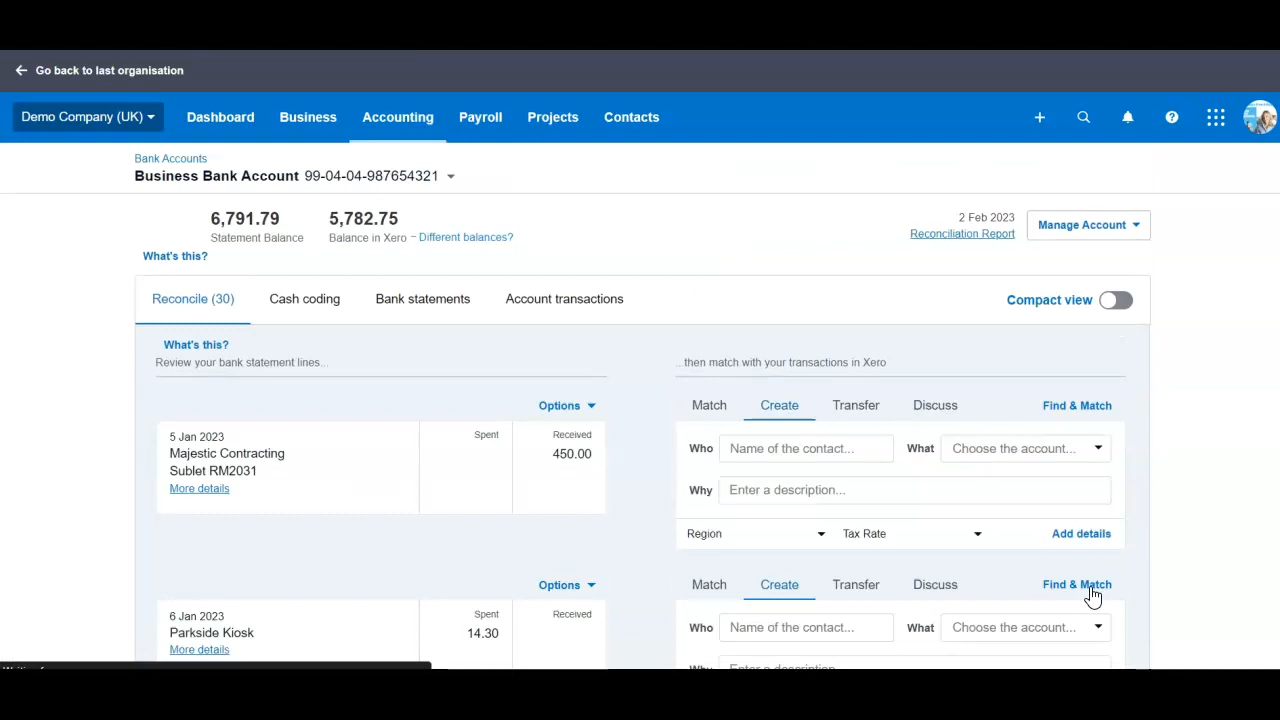 Go back to last organisation
Demo Company (UK) Dashboard Business Accounting Payroll Projects Contacts
Bank Accounts
Business Bank Account 99-04-04-987654321
6,791.79 5,782.75 2 Feb 2023 Manage Account
Statement Balance Balance in Xero – Different balances? Reconciliation Report
What's this?
Reconcile (30) Cash coding Bank statements Account transactions Compact view
What's this?
Review your bank statement lines... ...then match with your transactions in Xero
Options Match Create Transfer Discuss Find & Match
5 Jan 2023 Spent Received
Majestic Contracting 450.00 Who Name of the contact... What Choose the account...
Sublet RM2031
More details Why Enter a description...
Region Tax Rate Add details
Options Match Create Transfer Discuss Find & Match
6 Jan 2023 Spent Received
Parkside Kiosk 14.30 Who Name of the contact... What Choose the account...
More details
Why Enter a description...